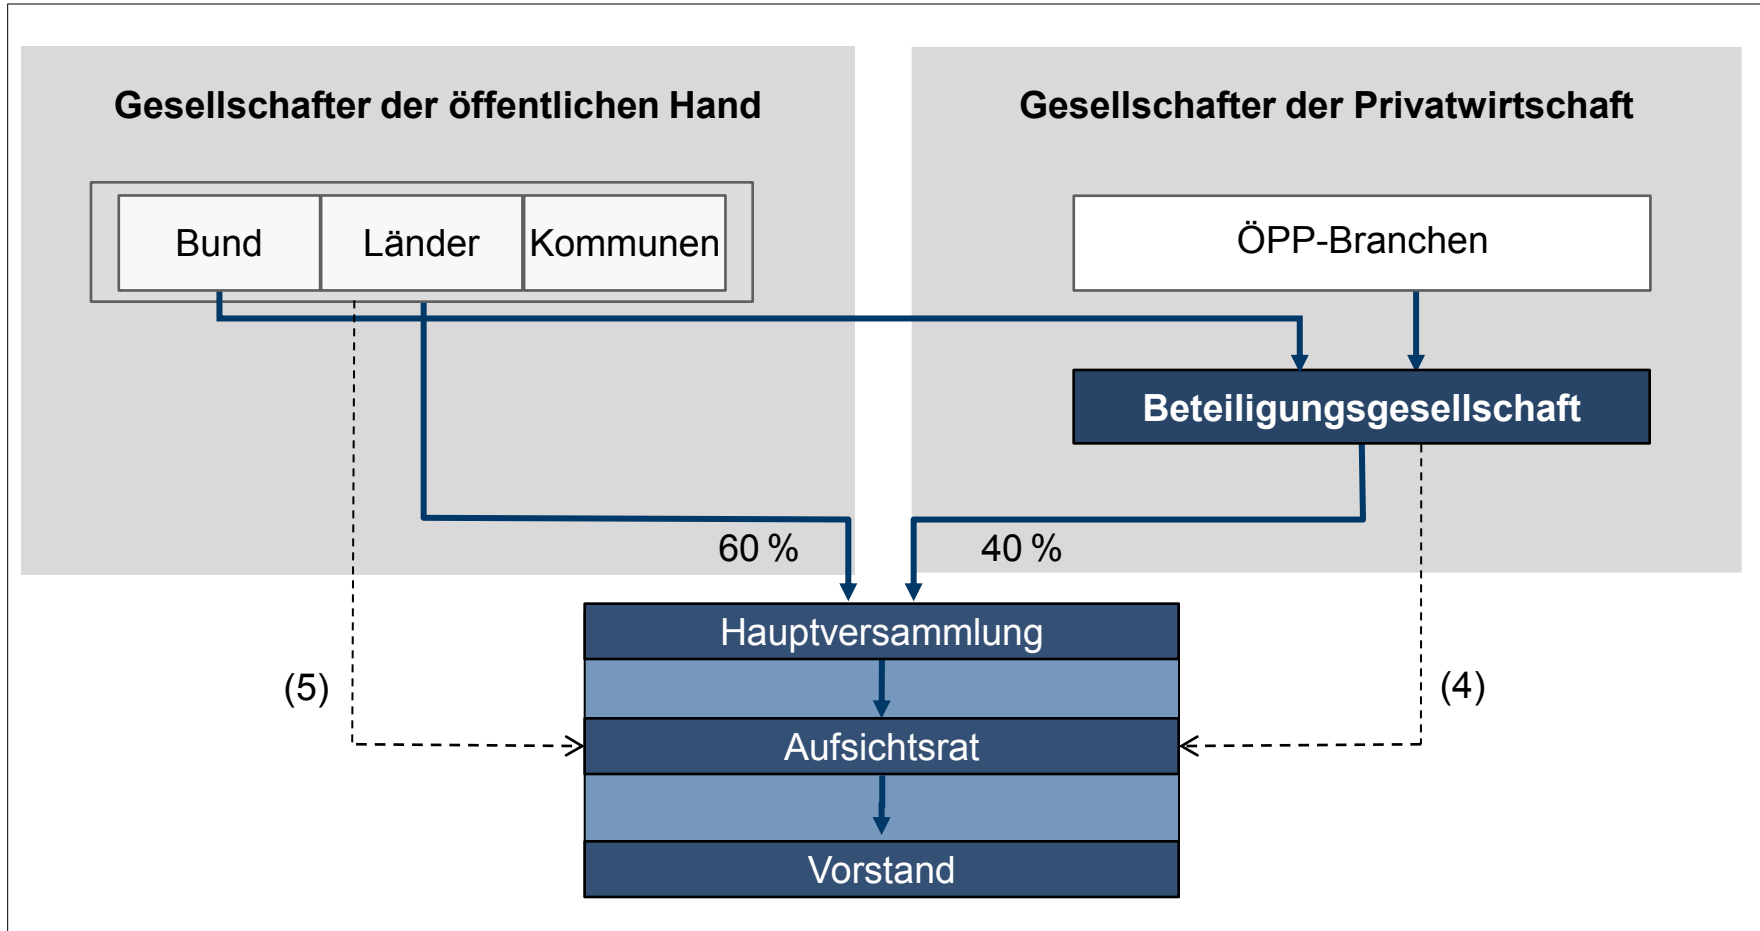 Gesellschafter der öffentlichen Hand
Gesellschafter der Privatwirtschaft
Bund
Länder
Kommunen
ÖPP-Branchen
Beteiligungsgesellschaft
60 %
40 %
Hauptversammlung
(5)
(4)
Aufsichtsrat
Vorstand